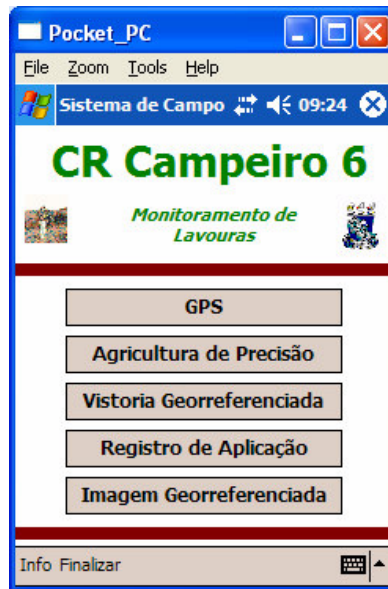 Pocket_PC
File Zoom Tools Help
Sistema de Campo 09:24
CR Campeiro 6
Monitoramento de
Lavouras
GPS
Agricultura de Precisão
Vistoria Georreferenciada
Registro de Aplicação
Imagem Georreferenciada
Info Finalizar